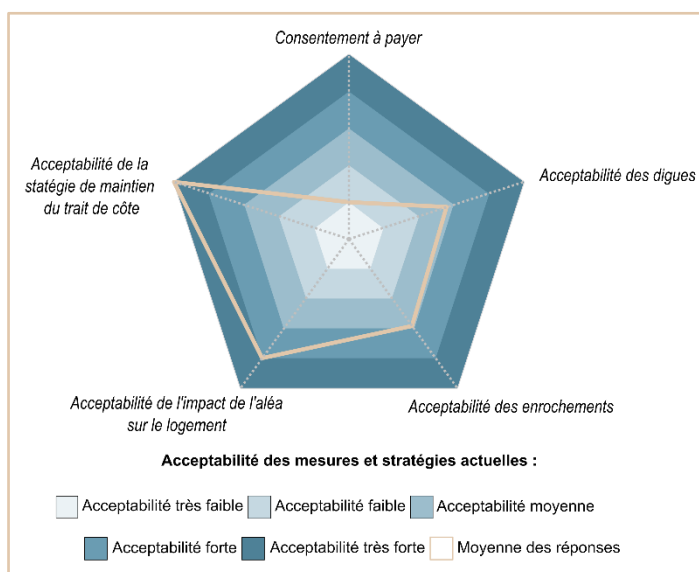 Consentement à payer
Acceptabilité de la
statégie de maintien
du trait de côte
Acceptabilité des digues
Acceptabilité de l'impact de l'aléa
sur le logement
Acceptabilité des enrochements
Acceptabilité des mesures et stratégies actuelles :
Acceptabilité très faible Acceptabilité faible Acceptabilité moyenne
Acceptabilité forte Acceptabilité très forte Moyenne des réponses